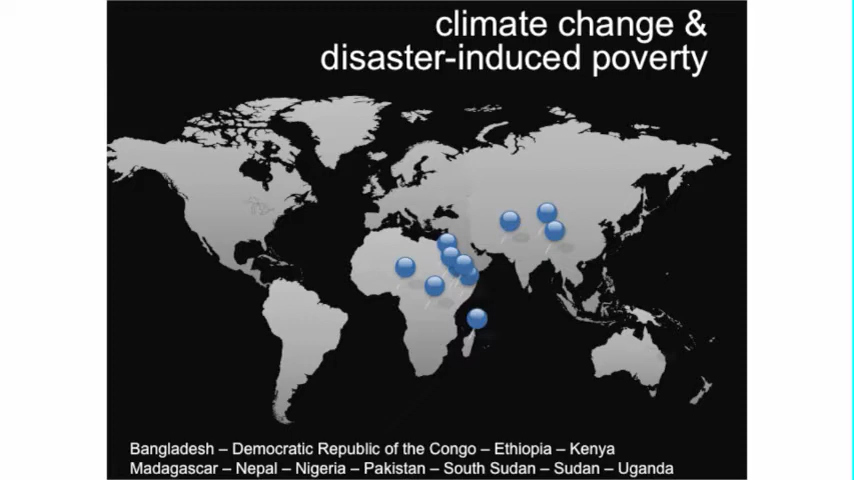 climate change &
disaster-induced poverty
Bangladesh – Democratic Republic of the Congo – Ethiopia – Kenya
Madagascar – Nepal – Nigeria – Pakistan – South Sudan – Sudan – Uganda